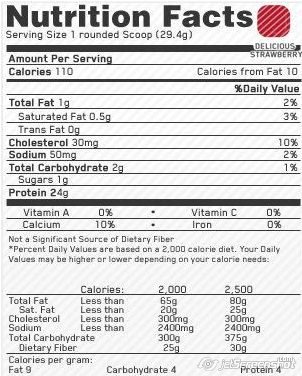 Nutrition Facts
Serving Size 1 rounded Scoop (29.4g)
DELICIOUS
STRAWBERRY
Amount Per Serving
Calories 110 Calories from Fat 10
%Daily Value
Total Fat 1g 2%
Saturated Fat 0.5g 3%
Trans Fat 0g
Cholesterol 30mg 10%
Sodium 50mg 2%
Total Carbohydrate 2g 1%
Sugars 1g
Protein 24g
Vitamin A 0% • Vitamin C 0%
Calcium 10% • Iron 0%
Not a Significant Source of Dietary Fiber
*Percent Daily Values are based on a 2,000 calorie diet. Your Daily
Values may be higher or lower depending on your calorie needs:
Calories: 2,000 2,500
Total Fat Less than 65g 80g
Sat. Fat Less than 20g 25g
Cholesterol Less than 300mg 300mg
Sodium Less than 2400mg 2400mg
Total Carbohydrate 300g 375g
Dietary Fiber 25g 30g
Calories per gram:
Fat 9 Carbohydrate 4 Protein 4